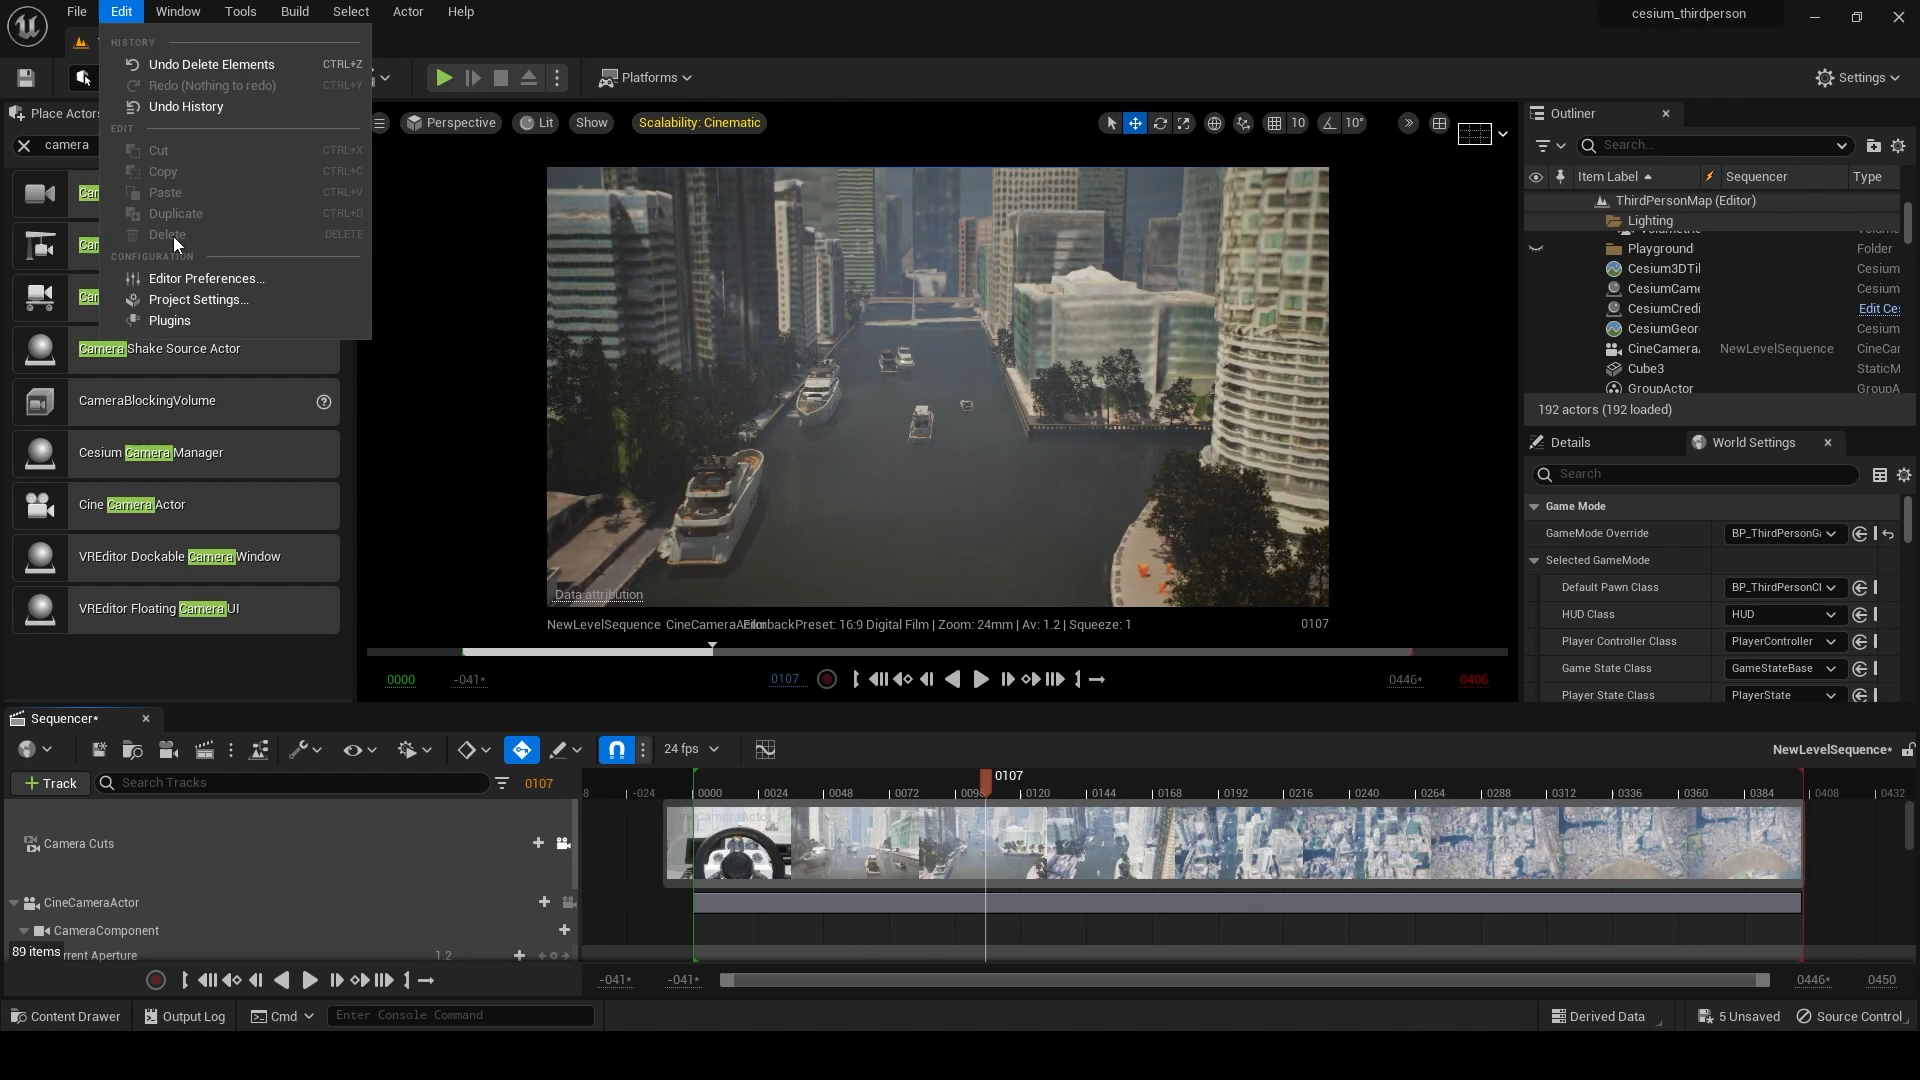 File Edit Window Tools Build Select Actor Help
cesium_thirdperson
HISTORY
Undo Delete Elements CTRL+Z
Redo (Nothing to redo) CTRL+Y
Undo History
EDIT
Cut CTRL+X
Copy CTRL+C
Paste CTRL+V
Duplicate CTRL+D
Delete DELETE
CONFIGURATION
Editor Preferences...
Project Settings...
Plugins
Platforms
Settings
Place Actors
camera
Camera Shake Source Actor
CameraBlockingVolume
Cesium Camera Manager
Cine Camera Actor
VREditor Dockable Camera Window
VREditor Floating Camera UI
Perspective Lit Show Scalability: Cinematic 10 10°
Data attribution
NewLevelSequence
Preset: 16:9 Digital Film | Zoom: 24mm | Av: 1.2 | Squeeze: 1
0107
0000 -041* 0107 0446* 0406
Outliner
Search...
Item Label Sequencer Type
ThirdPersonMap (Editor)
Lighting
Playground Folder
Cesium3DTil Cesium
CesiumCame Cesium
CesiumCredi Edit Ce
CesiumGeor Cesium
CineCamera NewLevelSequence CineCar
Cube3 StaticM
GroupActor GroupA
192 actors (192 loaded)
Details World Settings
Search
Game Mode
GameMode Override BP_ThirdPersonGa
Selected GameMode
Default Pawn Class BP_ThirdPersonCl
HUD Class HUD
Player Controller Class PlayerController
Game State Class GameStateBase
Player State Class PlayerState
Sequencer*
24 fps
NewLevelSequence*
Track Search Tracks 0107
0107
-024 0000 0024 0048 0072 0096 0120 0144 0168 0192 0216 0240 0264 0288 0312 0336 0360 0384 0408 0432
Camera Cuts
CineCameraActor
CameraComponent
89 items
rrent Aperture 1.2
-041* -041* 0446* 0450
Content Drawer Output Log Cmd Enter Console Command Derived Data 5 Unsaved Source Control